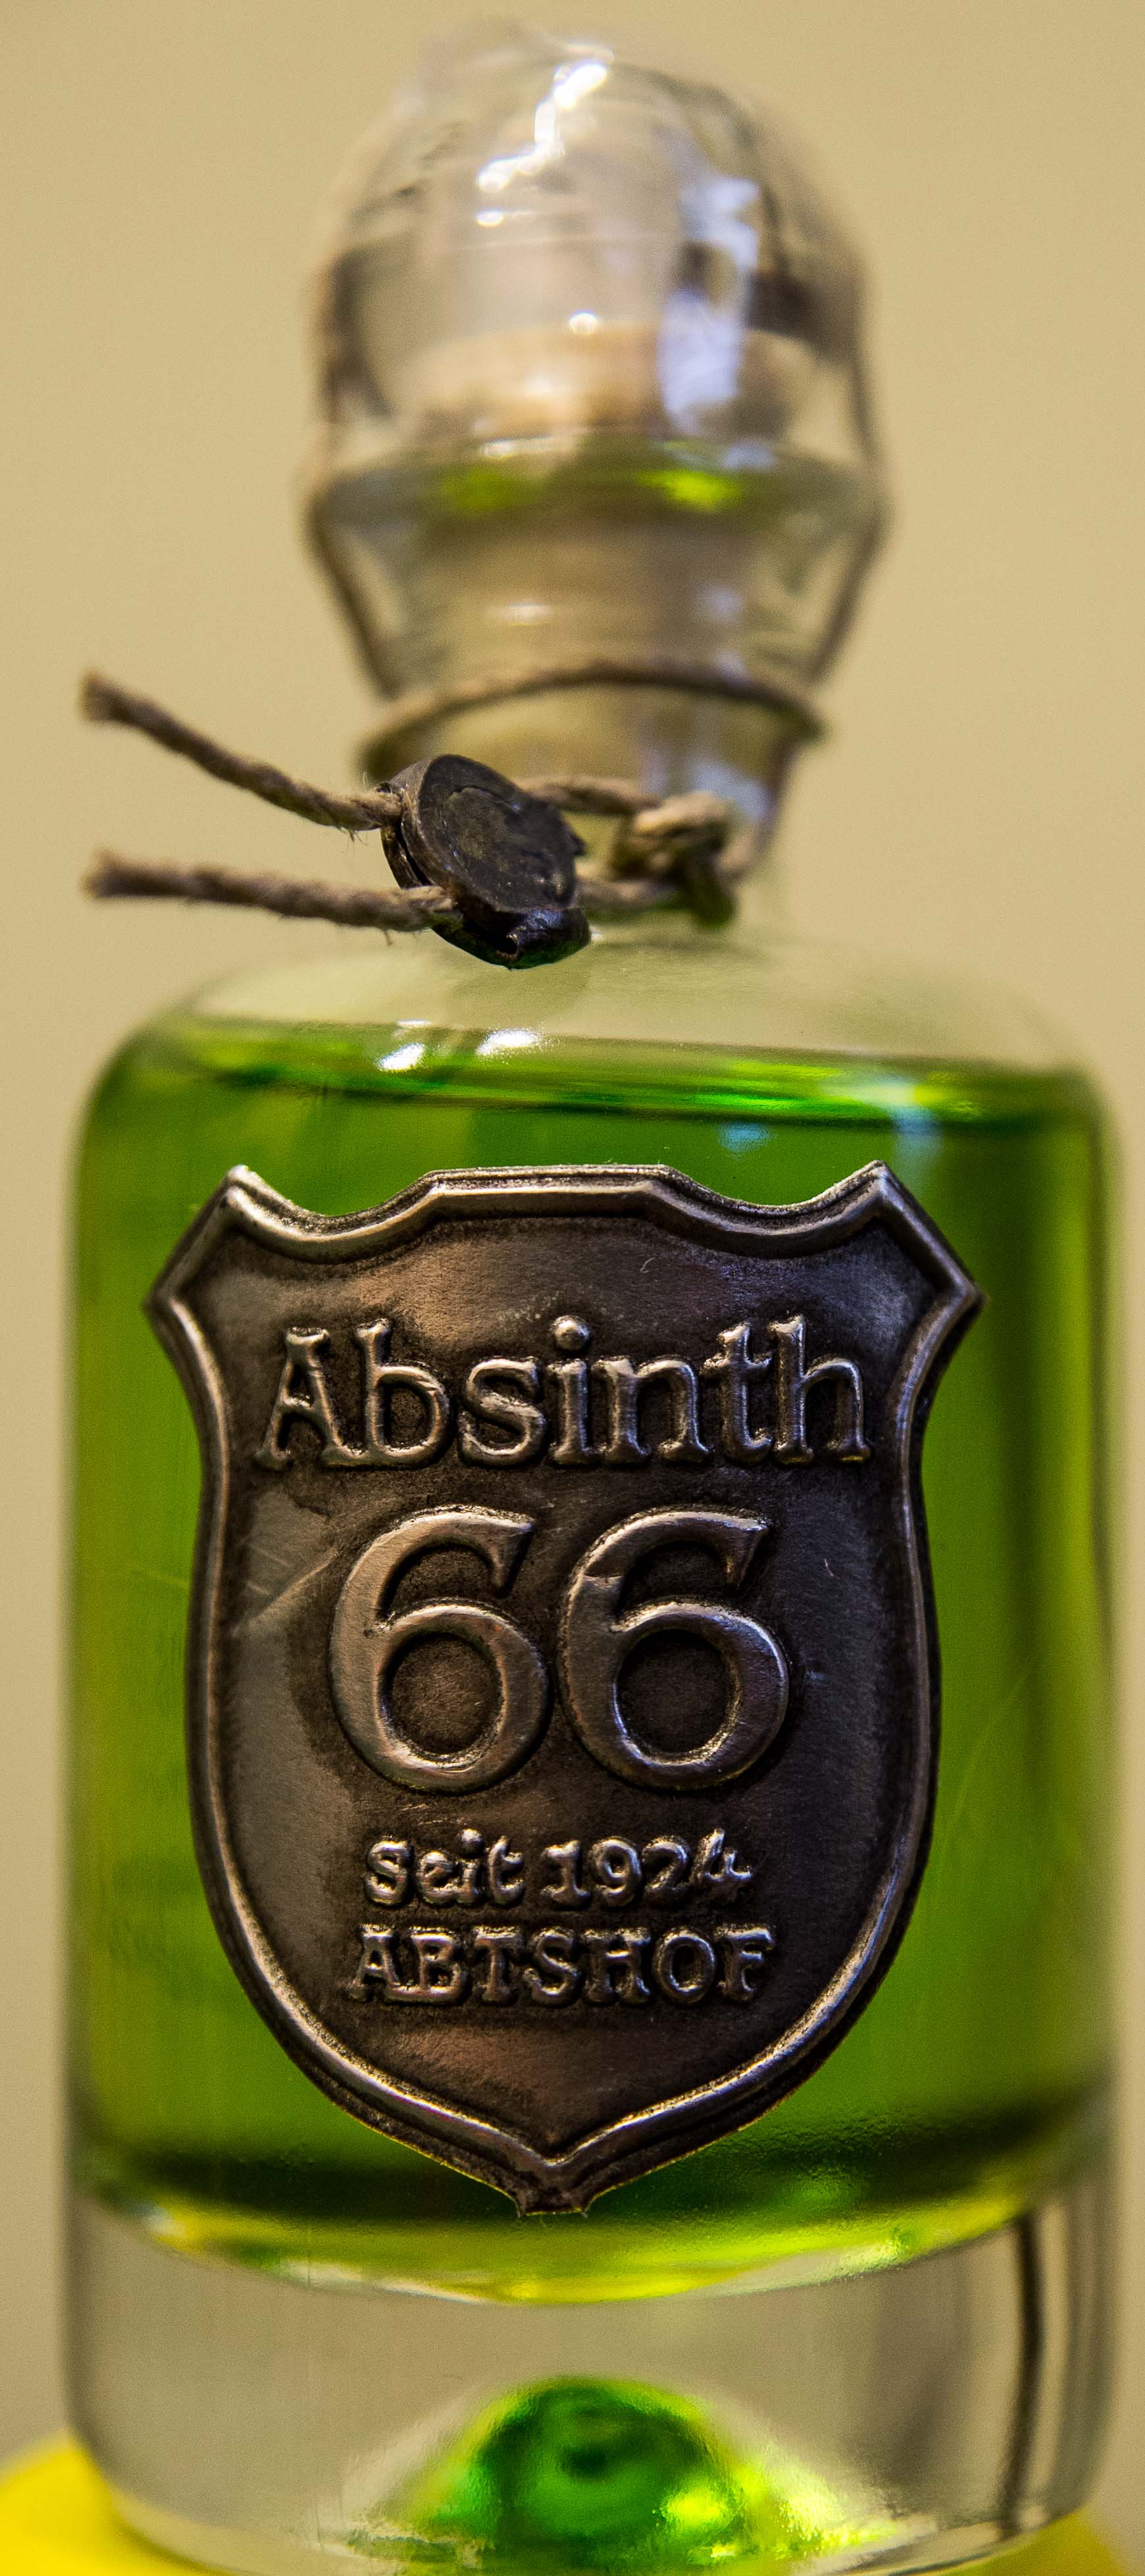 Absinth
66
Seit 1924
ABTSHOF